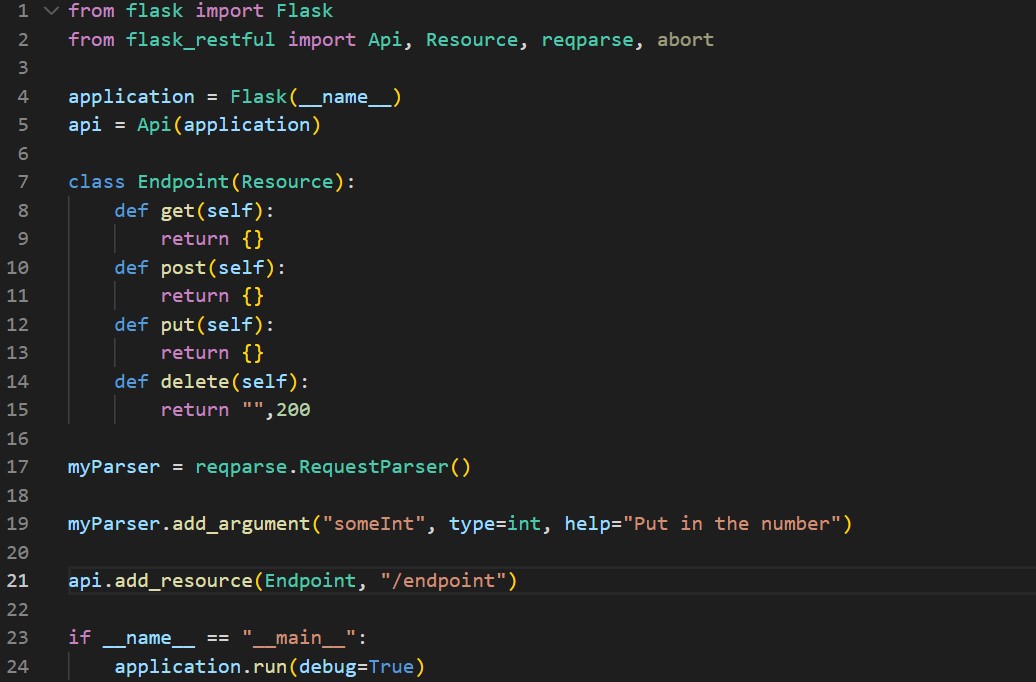 1 from flask import Flask
2 from flask_restful import Api, Resource, reqparse, abort
3
4 application = Flask(__name__)
5 api = Api(application)
6
7 class Endpoint(Resource):
8     def get(self):
9         return {}
10     def post(self):
11         return {}
12     def put(self):
13         return {}
14     def delete(self):
15         return "",200
16
17 myParser = reqparse.RequestParser()
18
19 myParser.add_argument("someInt", type=int, help="Put in the number")
20
21 api.add_resource(Endpoint, "/endpoint")
22
23 if __name__ == "__main__":
24     application.run(debug=True)